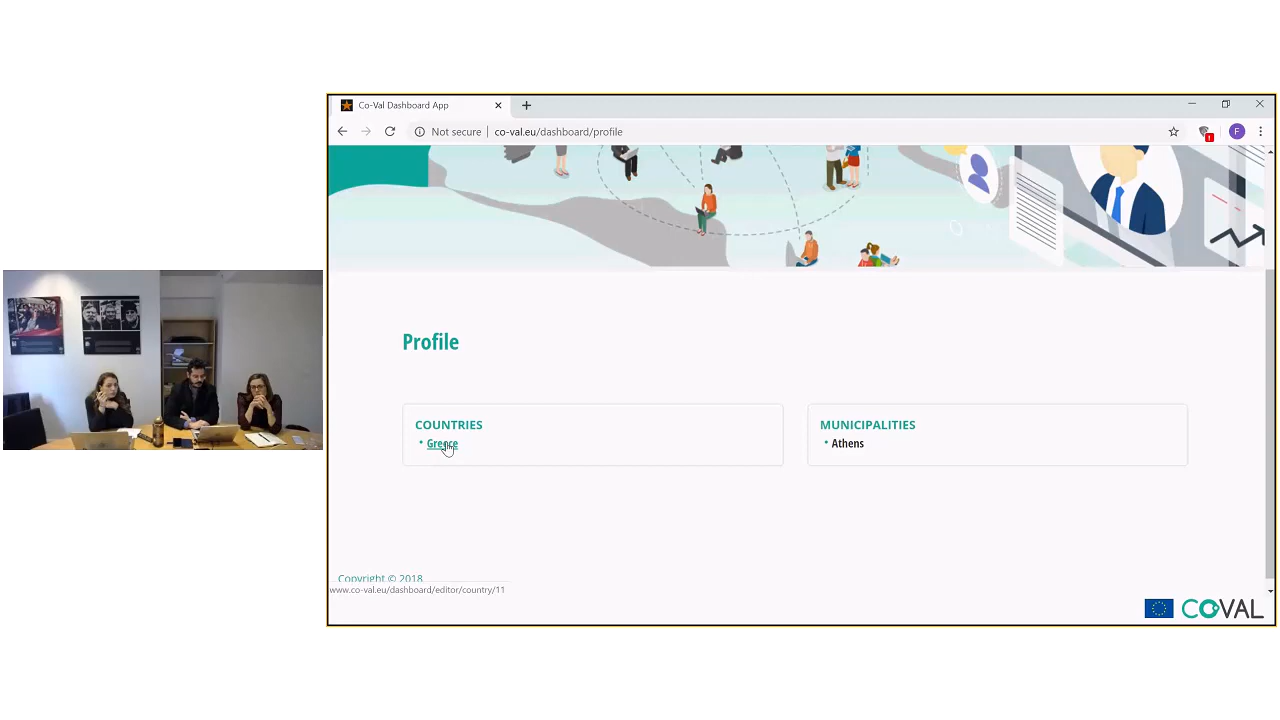 Co-Val Dashboard App
Not secure
co-val.eu/dashboard/profile
F
Profile
COUNTRIES
• Greece
MUNICIPALITIES
• Athens
Copyright © 2018
www.co-val.eu/dashboard/editor/country/11
COVAL